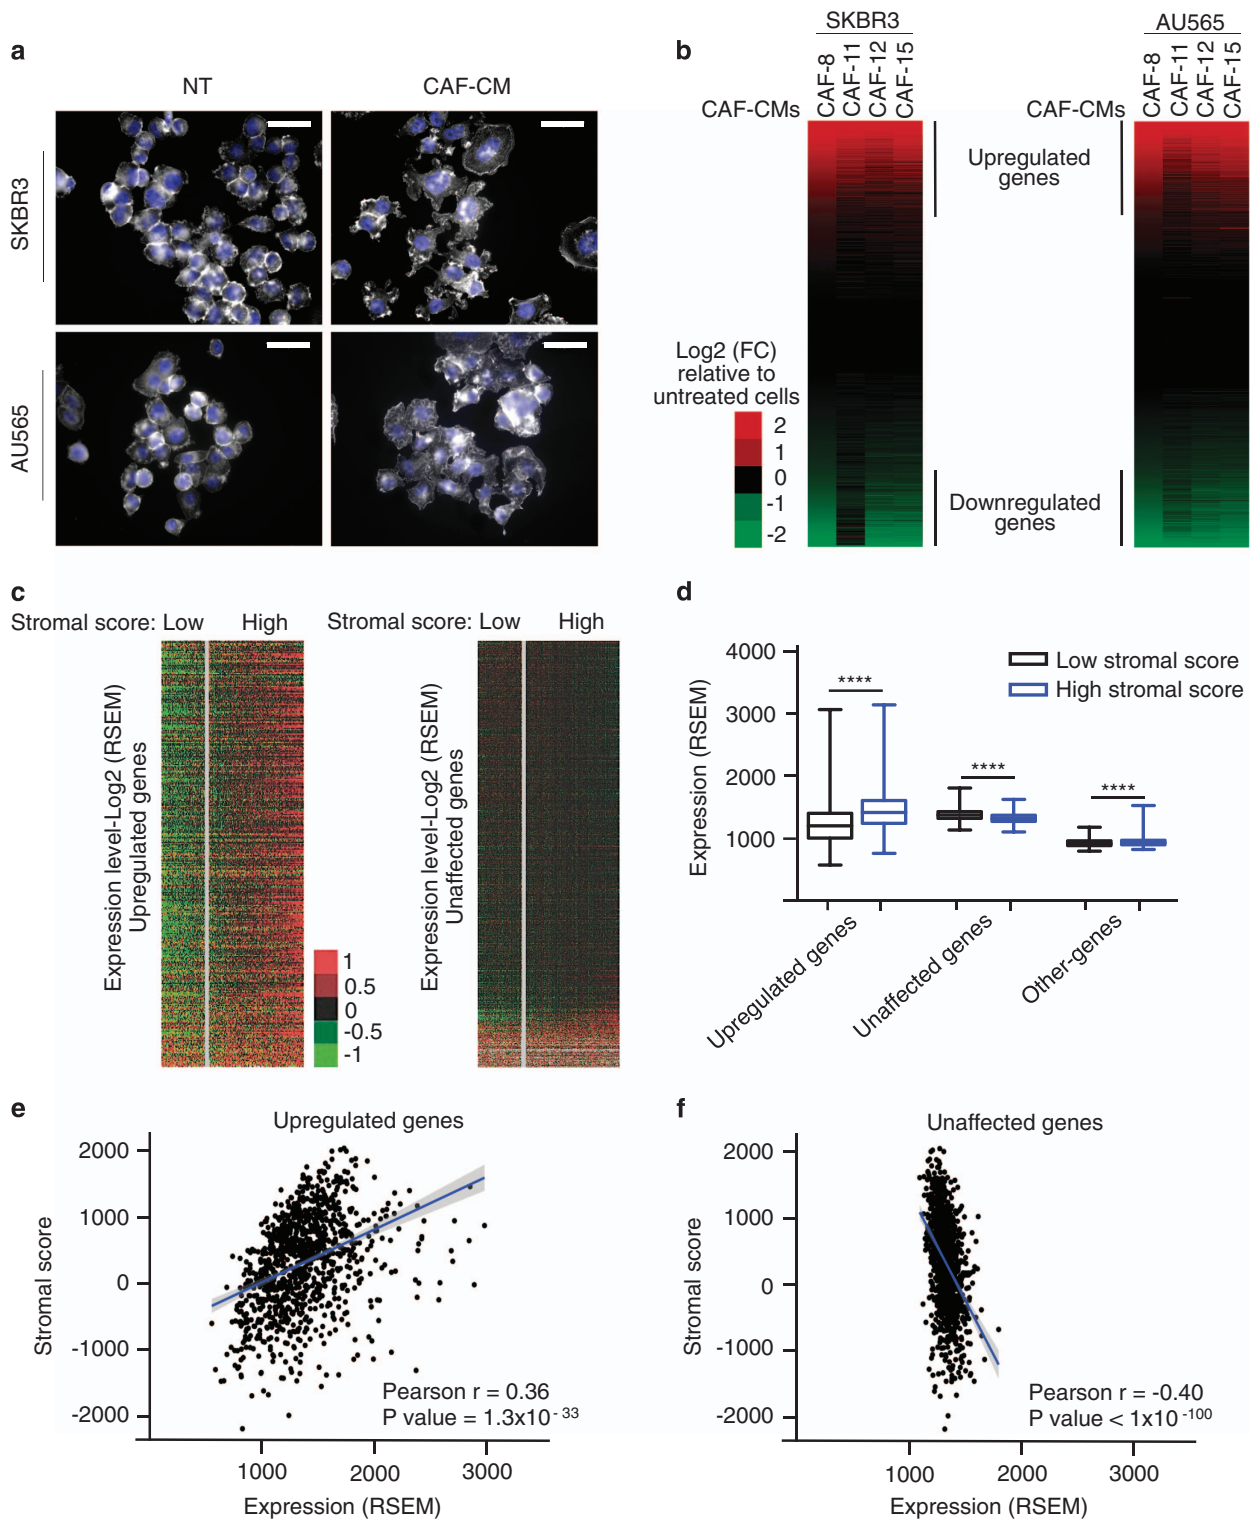 a
NT
CAF-CM
SKBR3
AU565
b
SKBR3
AU565
CAF-CMs
CAF-8
CAF-11
CAF-12
CAF-15
CAF-CMs
CAF-8
CAF-11
CAF-12
CAF-15
Upregulated
genes
Log2 (FC)
relative to
untreated cells
2
1
0
-1
-2
Downregulated
genes
c
Stromal score: Low
High
Stromal score: Low
High
Expression level-Log2 (RSEM)
Upregulated genes
1
0.5
0
-0.5
-1
Expression level-Log2 (RSEM)
Unaffected genes
d
Expression (RSEM)
4000
3000
2000
1000
Low stromal score
High stromal score
****
****
****
Upregulated genes
Unaffected genes
Other-genes
e
Upregulated genes
Stromal score
2000
1000
0
-1000
-2000
Pearson r = 0.36
P value = 1.3x10-33
1000
2000
3000
Expression (RSEM)
f
Unaffected genes
Stromal score
2000
1000
0
-1000
-2000
Pearson r = -0.40
P value < 1x10-100
1000
2000
3000
Expression (RSEM)